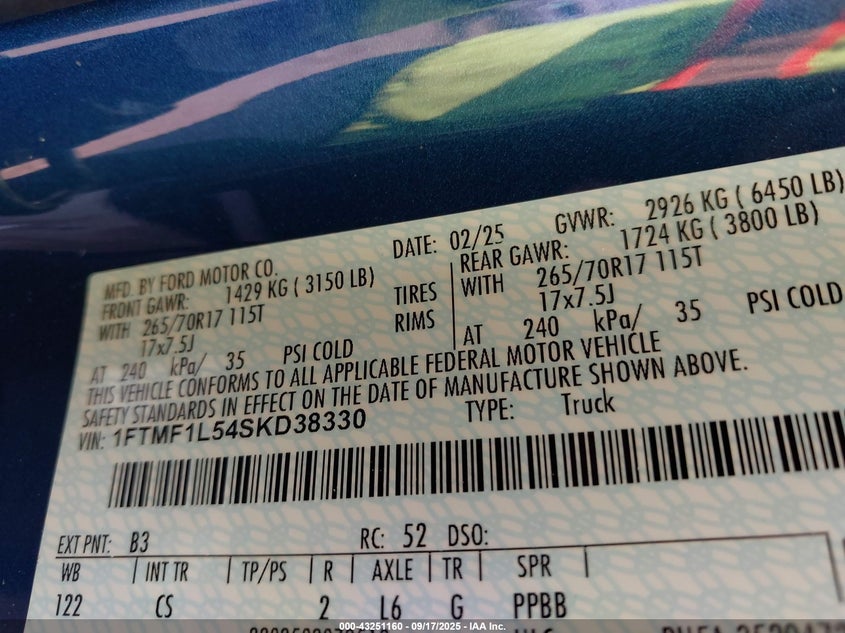 MFD. BY FORD MOTOR CO. DATE: 02/25 GVWR: 2926 KG ( 6450 LB)
FRONT GAWR: 1429 KG ( 3150 LB) REAR GAWR: 1724 KG ( 3800 LB)
WITH 265/70R17 115T TIRES WITH 265/70R17 115T
17x7.5J RIMS 17x7.5J
AT 240 kPa/ 35 PSI COLD AT 240 kPa/ 35 PSI COLD
THIS VEHICLE CONFORMS TO ALL APPLICABLE FEDERAL MOTOR VEHICLE
SAFETY STANDARDS IN EFFECT ON THE DATE OF MANUFACTURE SHOWN ABOVE.
VIN: 1FTMF1L54SKD38330 TYPE: Truck
EXT PNT: B3 RC: 52 DSO:
WB | INT TR | TP/PS | R | AXLE | TR | SPR |
122 CS 2 L6 G PPBB
000-43251160 - 09/17/2025 - IAA Inc.